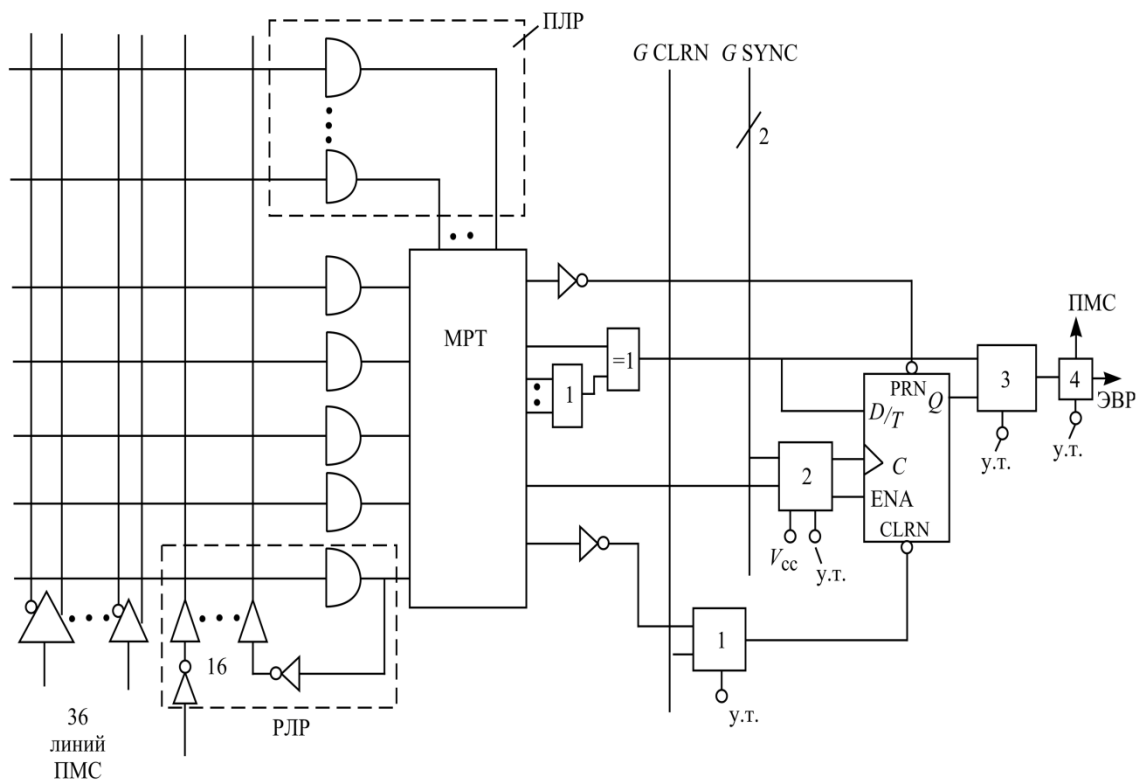 ПЛР
G CLRN G SYNC
2
МРТ
1
=1
ПМС
3
4
ЭВР
у.т.
у.т.
PRN Q
D/T
C
ENA
CLRN
2
Vcc
у.т.
1
у.т.
16
РЛР
36
линий
ПМС